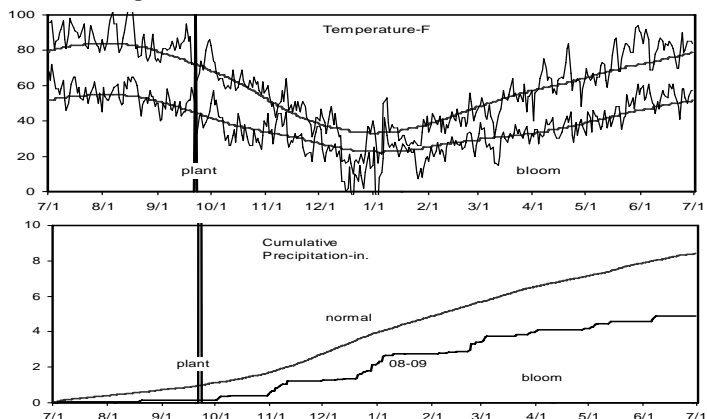 100
Temperature-F
80
60
40
20
plant
bloom
0
7/1 8/1 9/1 10/1 11/1 12/1 1/1 2/1 3/1 4/1 5/1 6/1 7/1
10
Cumulative
Precipitation-in.
8
6
normal
4
2
plant
08-09
bloom
0
7/1 8/1 9/1 10/1 11/1 12/1 1/1 2/1 3/1 4/1 5/1 6/1 7/1